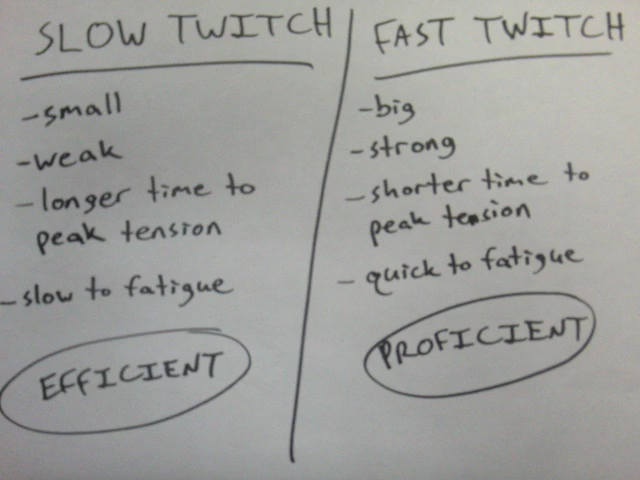 SLOW TWITCH
-small
-weak
-longer time to
peak tension
-slow to fatigue
EFFICIENT
FAST TWITCH
-big
-strong
-shorter time to
peak tension
- quick to fatigue
PROFICIENT